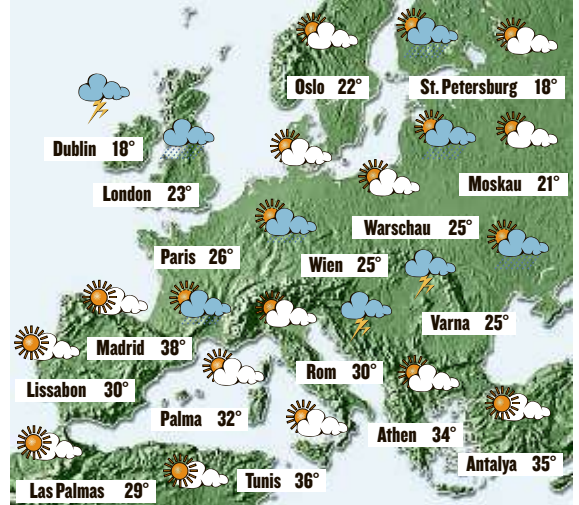 Oslo 22°
St. Petersburg 18°
Dublin 18°
London 23°
Moskau 21°
Warschau 25°
Paris 26°
Wien 25°
Varna 25°
Madrid 38°
Rom 30°
Lissabon 30°
Palma 32°
Athen 34°
Antalya 35°
Tunis 36°
Las Palmas 29°